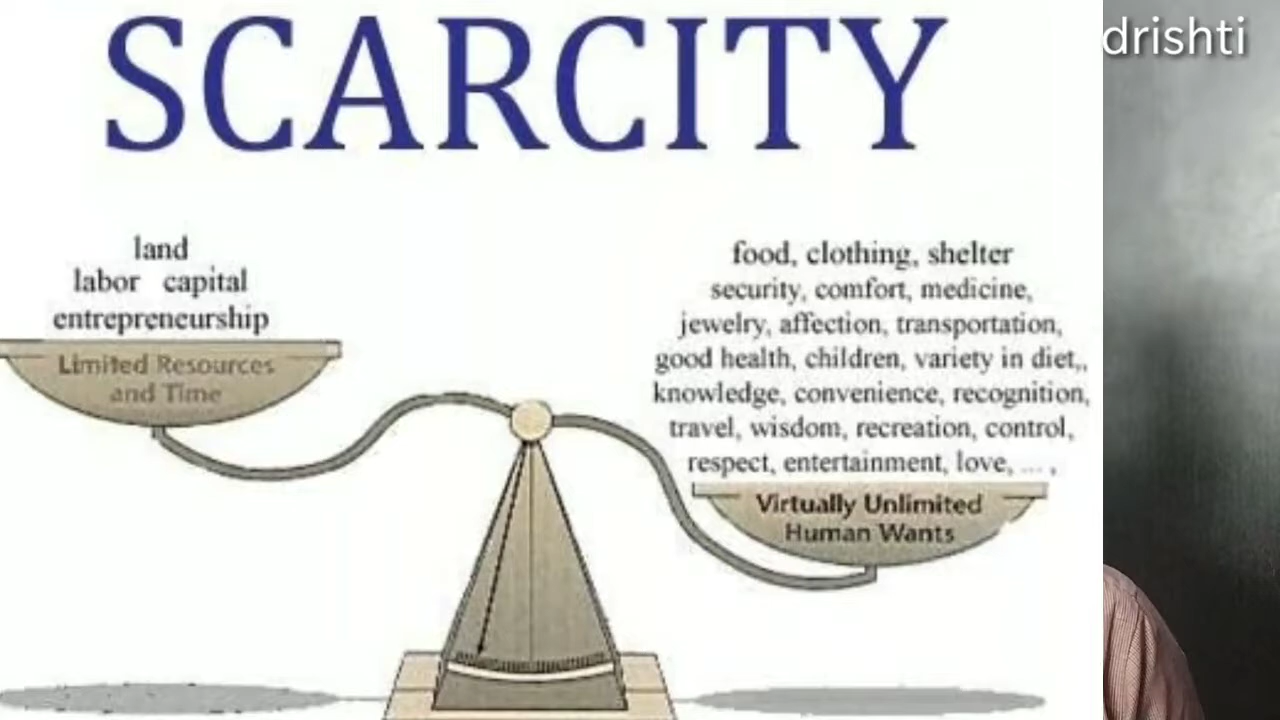 SCARCITY
drishti
land
labor capital
entrepreneurship
Limited Resources
and Time
food, clothing, shelter
security, comfort, medicine,
jewelry, affection, transportation,
good health, children, variety in diet,,
knowledge, convenience, recognition,
travel, wisdom, recreation, control,
respect, entertainment, love, ... ,
Virtually Unlimited
Human Wants